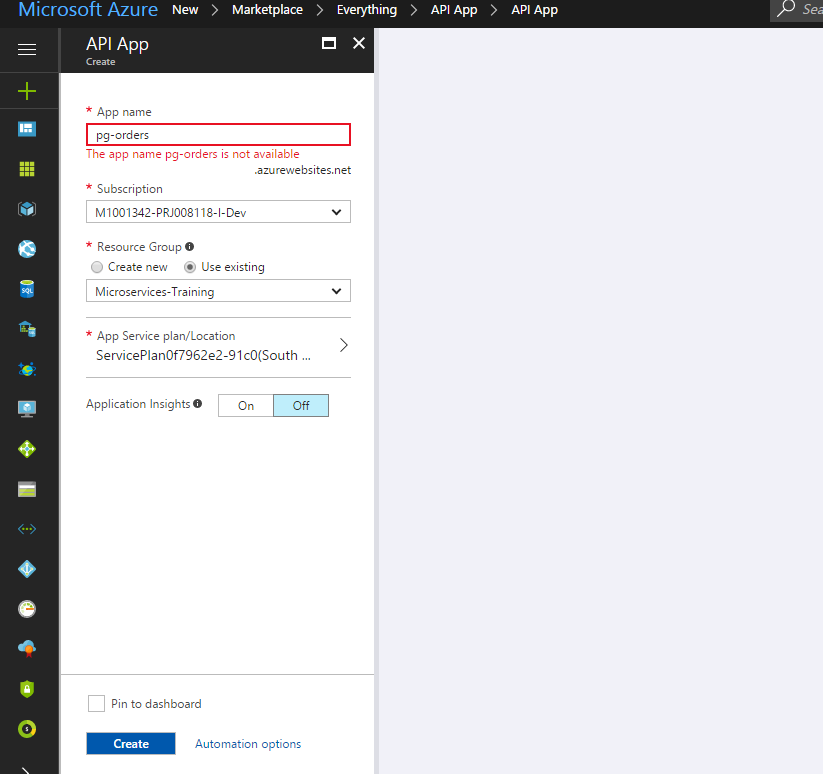 Microsoft Azure New > Marketplace > Everything > API App > API App
Sea
API App
Create
* App name
pg-orders
The app name pg-orders is not available
.azurewebsites.net
* Subscription
M1001342-PRJ008118-I-Dev
* Resource Group
Create new Use existing
Microservices-Training
* App Service plan/Location
ServicePlan0f7962e2-91c0(South ...
Application Insights On Off
Pin to dashboard
Create Automation options
SQL